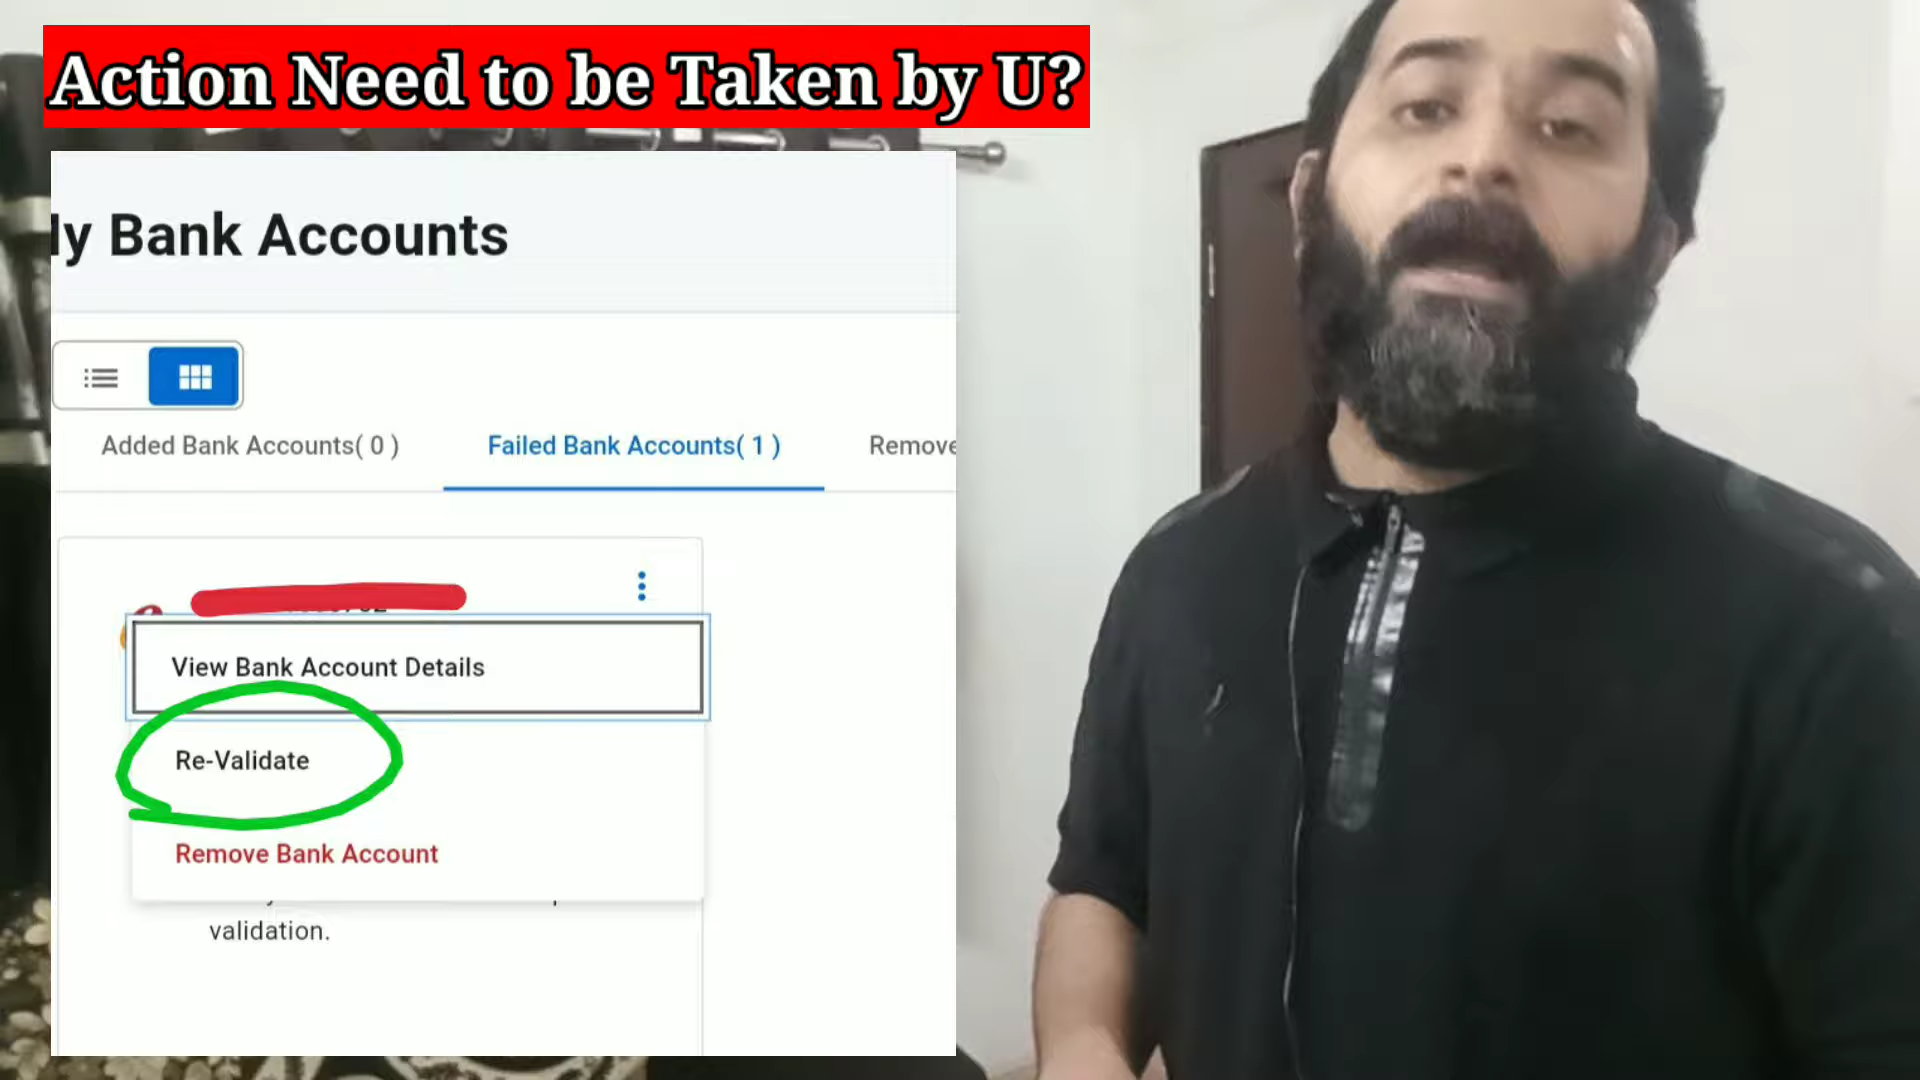 Action Need to be Taken by U?
y Bank Accounts
Added Bank Accounts( 0 )
Failed Bank Accounts( 1 )
Remove
View Bank Account Details
Re-Validate
Remove Bank Account
validation.